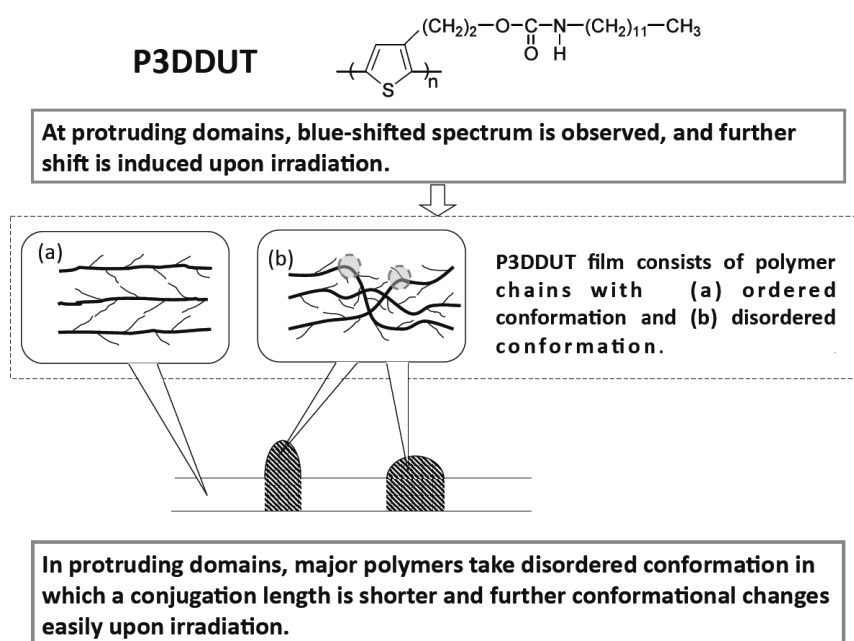 P3DDUT
(CH₂)₂–O–C–N–(CH₂)₁₁–CH₃
O H
S n
At protruding domains, blue-shifted spectrum is observed, and further
shift is induced upon irradiation.
(a)
(b)
P3DDUT film consists of polymer
chains with (a) ordered
conformation and (b) disordered
conformation.
In protruding domains, major polymers take disordered conformation in
which a conjugation length is shorter and further conformational changes
easily upon irradiation.